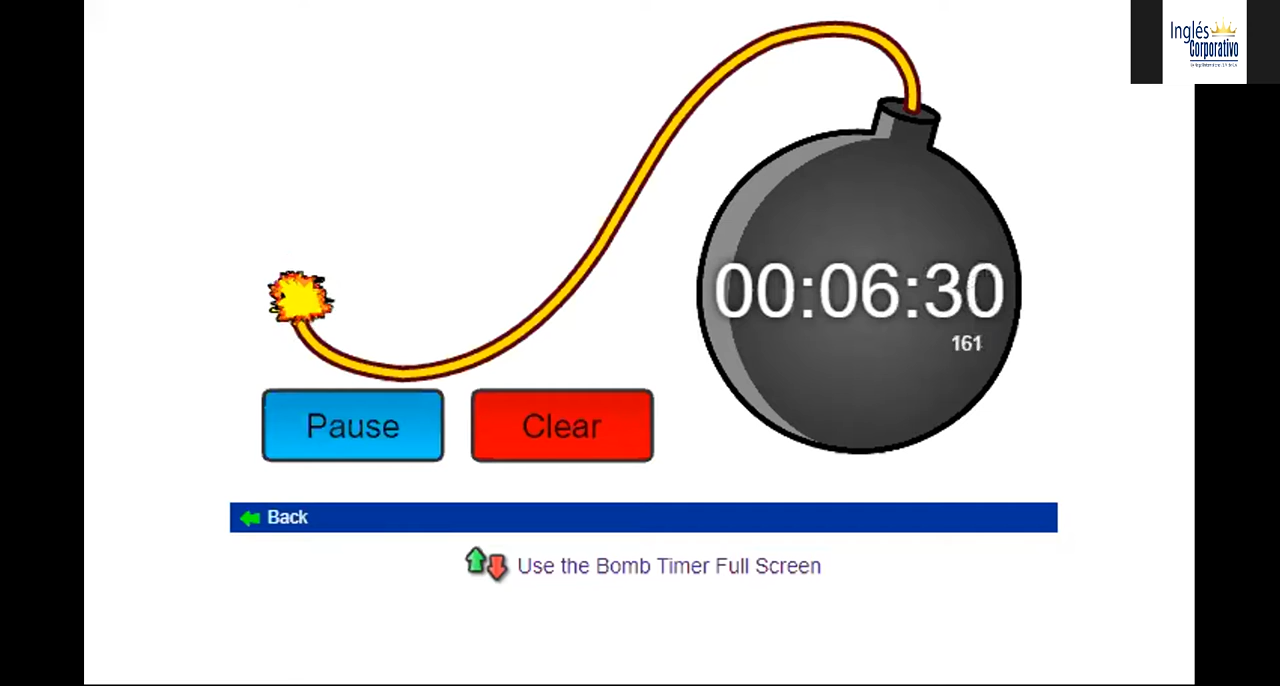 Inglés
Corporativo
00:06:30
161
Pause
Clear
Back
Use the Bomb Timer Full Screen